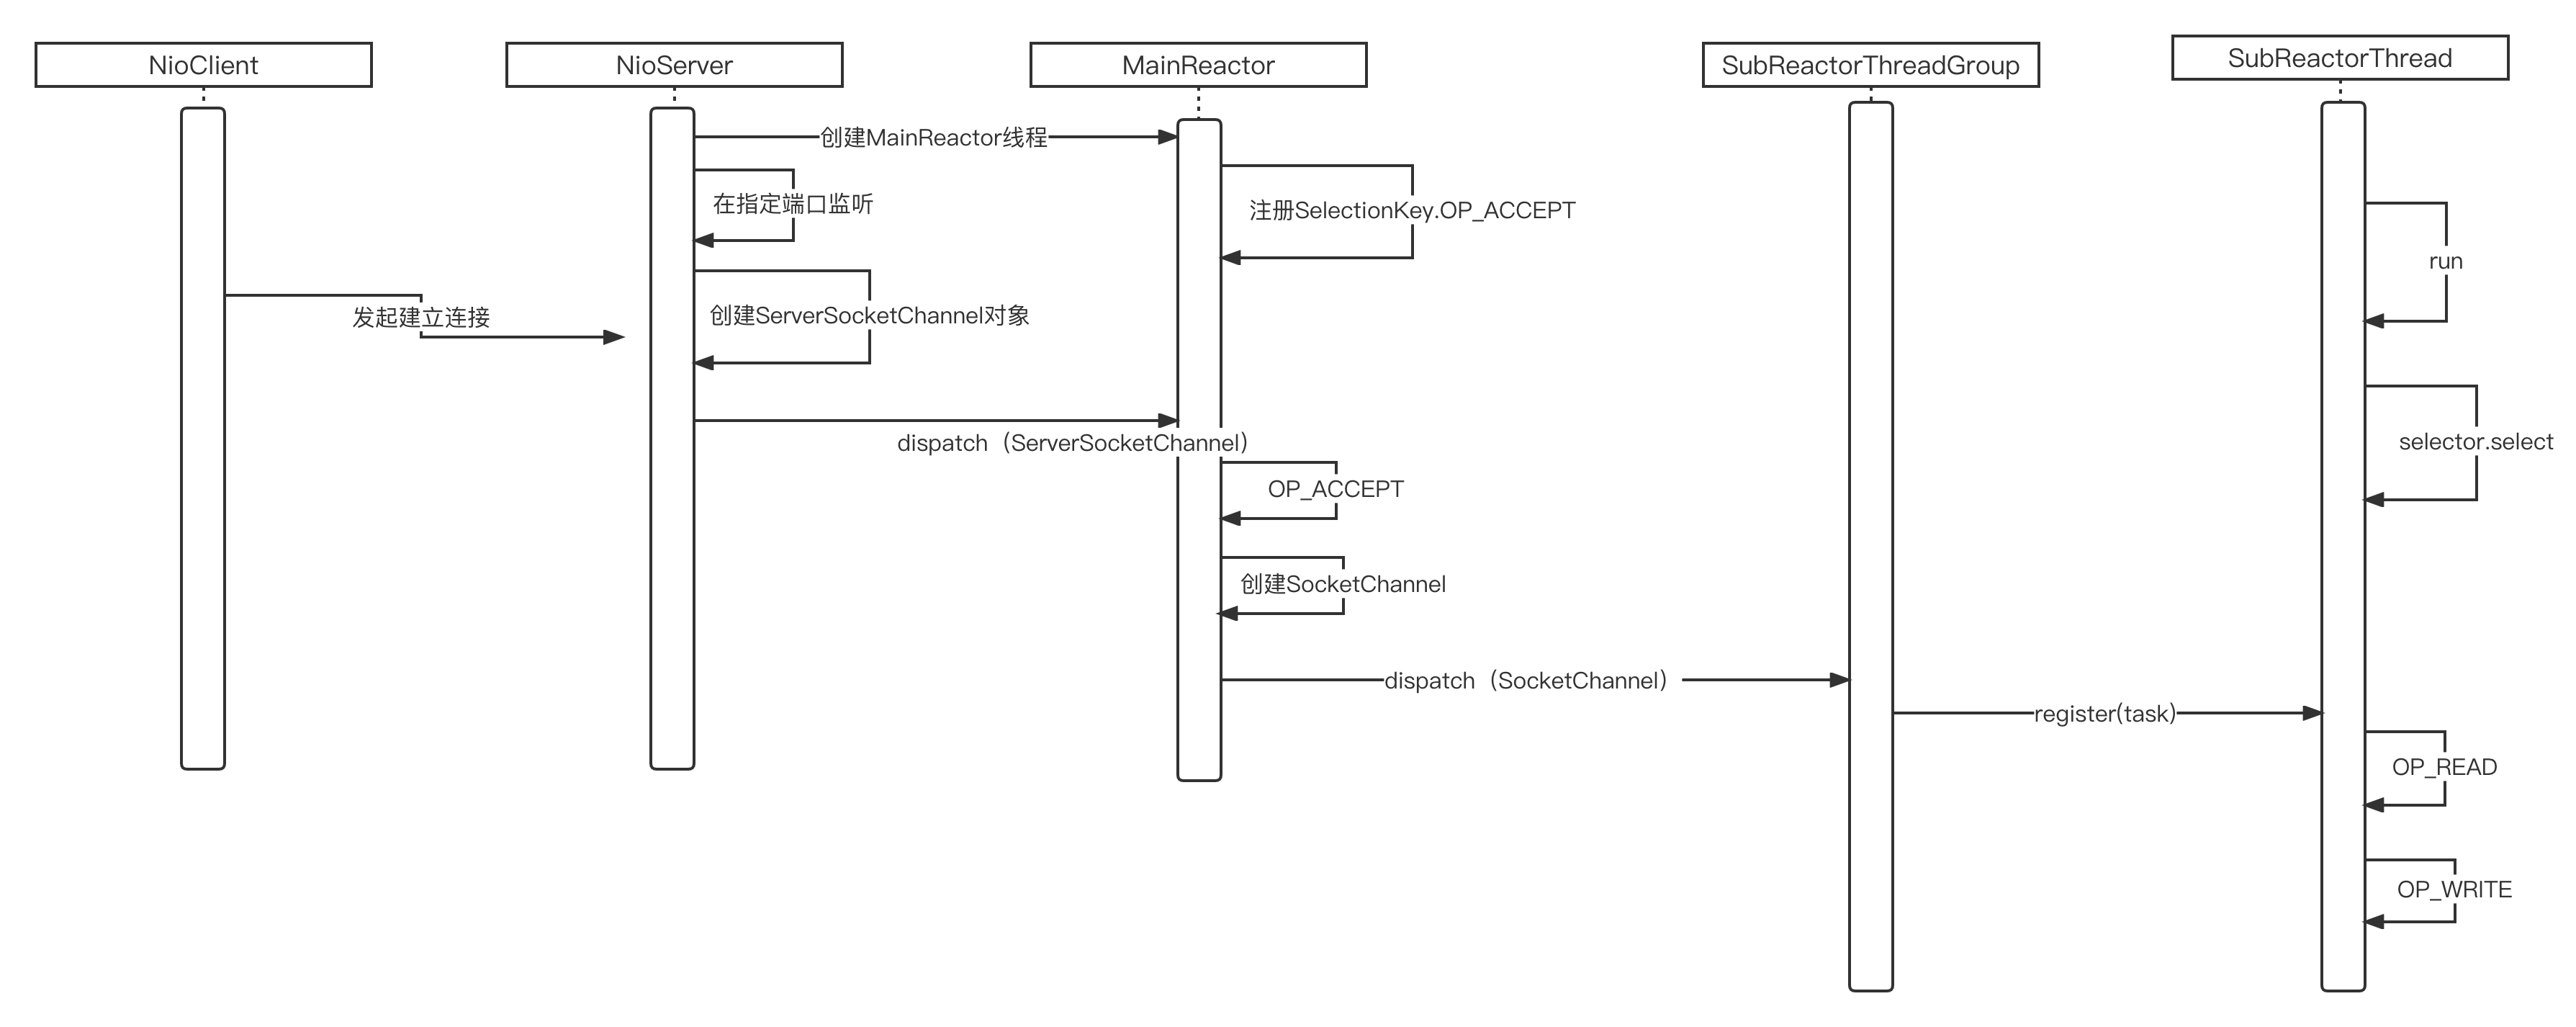 NioClient
NioServer
MainReactor
SubReactorThreadGroup
SubReactorThread
创建MainReactor线程
在指定端口监听
注册SelectionKey.OP_ACCEPT
run
发起建立连接
创建ServerSocketChannel对象
dispatch（ServerSocketChannel）
selector.select
OP_ACCEPT
创建SocketChannel
dispatch（SocketChannel）
register(task)
OP_READ
OP_WRITE